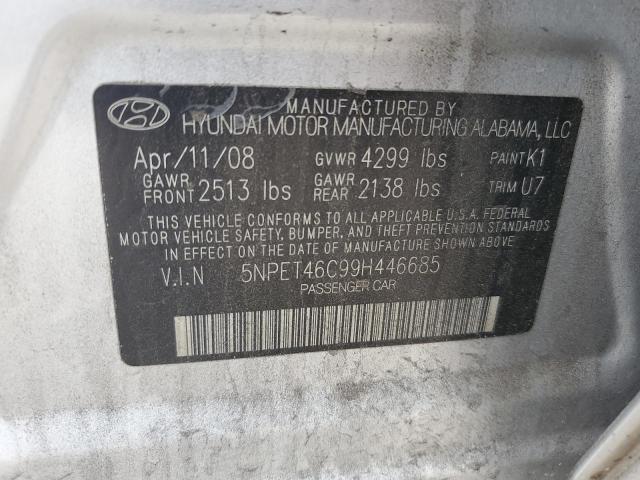 MANUFACTURED BY
HYUNDAI MOTOR MANUFACTURING ALABAMA, LLC
Apr/11/08 GVWR 4299 lbs PAINT K1
GAWR FRONT 2513 lbs GAWR REAR 2138 lbs TRIM U7
THIS VEHICLE CONFORMS TO ALL APPLICABLE U.S.A. FEDERAL
MOTOR VEHICLE SAFETY, BUMPER, AND THEFT PREVENTION STANDARDS
IN EFFECT ON THE DATE OF MANUFACTURE SHOWN ABOVE.
V.I.N 5NPET46C99H446685
PASSENGER CAR